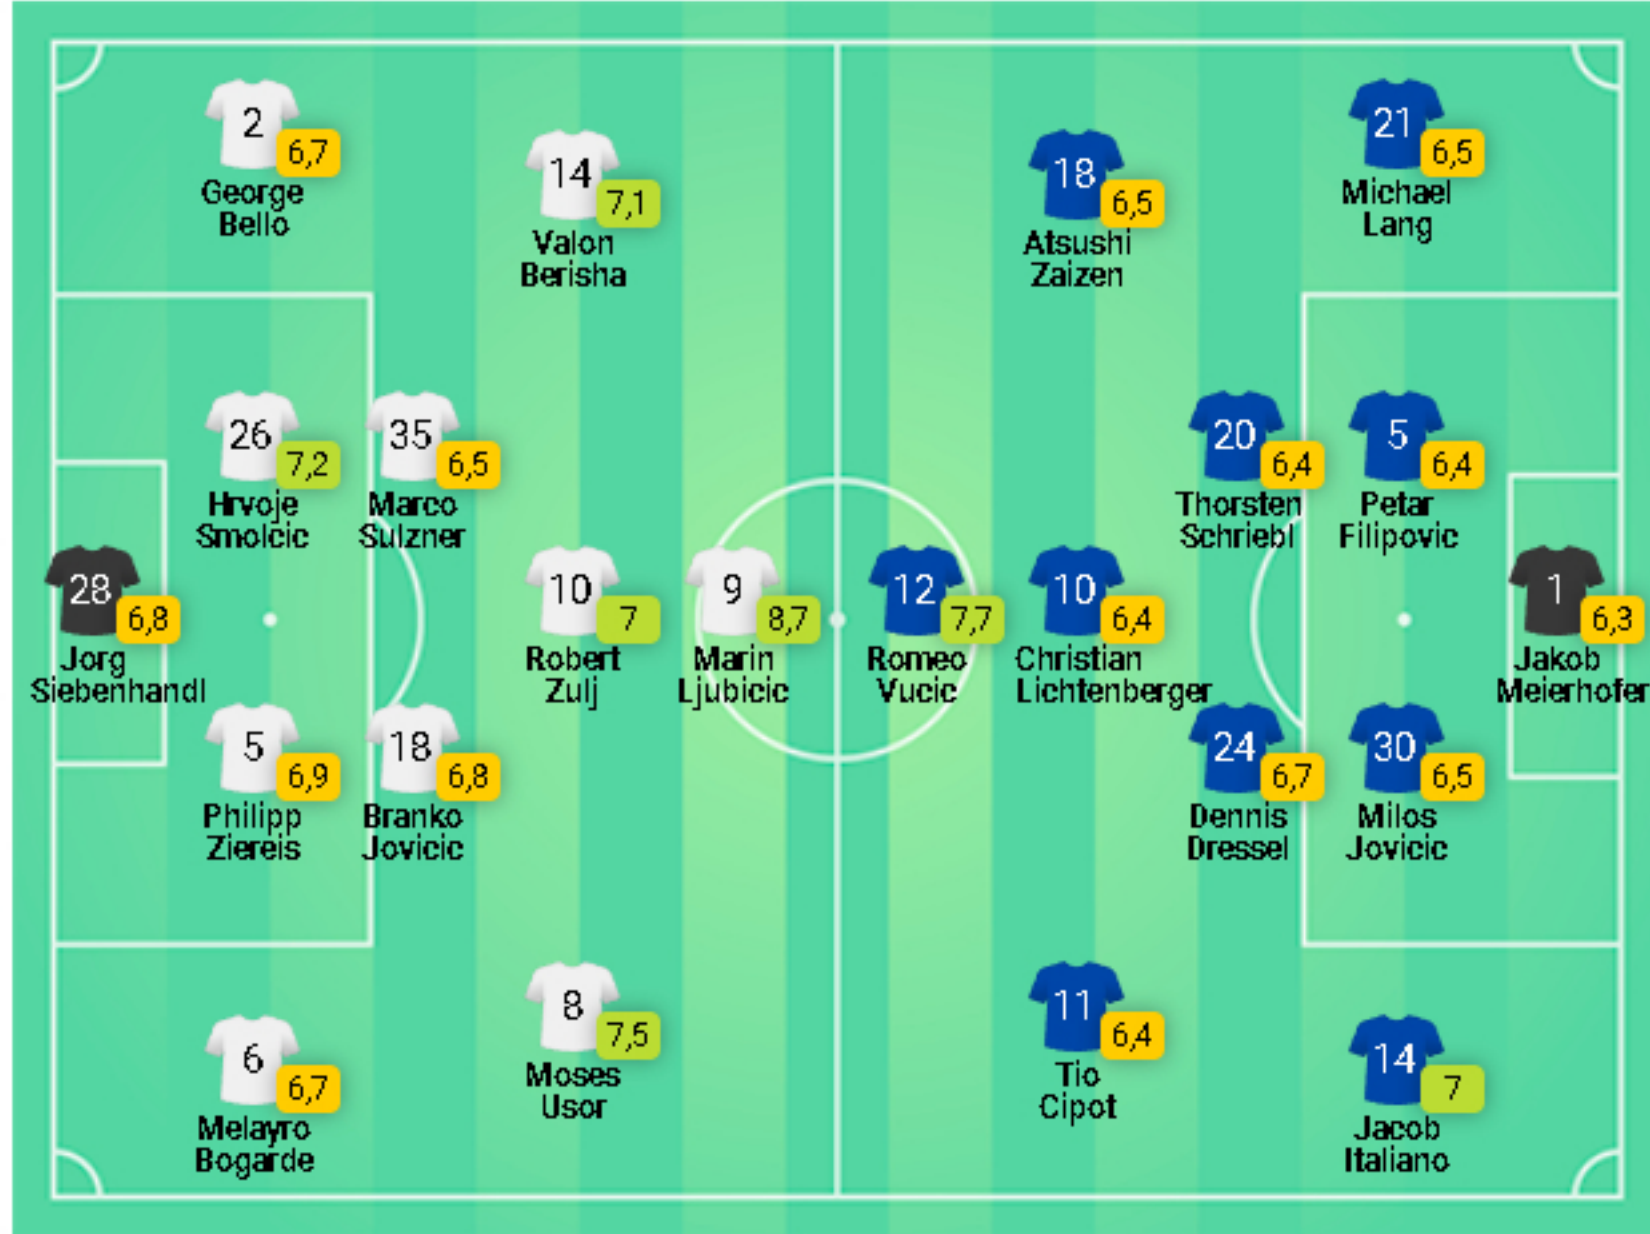 2
6,7
George
Bello
14
7,1
Valon
Berisha
18
6,5
Atsushi
Zaizen
21
6,5
Michael
Lang
26
7,2
Hrvoje
Smolcic
35
6,5
Marco
Sulzner
20
6,4
Thorsten
Schriebl
5
6,4
Petar
Filipovic
28
6,8
Jorg
Siebenhandl
10
7
Robert
Zulj
9
8,7
Marin
Ljubicic
12
7,7
Romeo
Vucic
10
6,4
Christian
Lichtenberger
1
6,3
Jakob
Meierhofer
5
6,9
Philipp
Ziereis
18
6,8
Branko
Jovicic
24
6,7
Dennis
Dressel
30
6,5
Milos
Jovicic
6
6,7
Melayro
Bogarde
8
7,5
Moses
Usor
11
6,4
Tio
Cipot
14
7
Jacob
Italiano